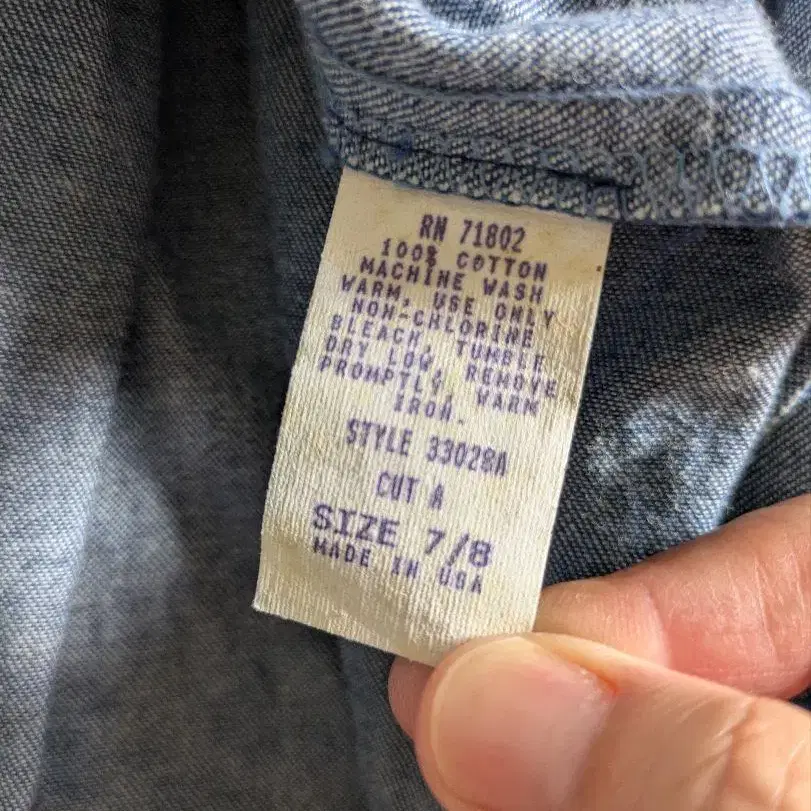 RN 71802
100% COTTON
MACHINE WASH
WARM, USE ONLY
NON-CHLORINE
BLEACH, TUMBLE
DRY LOW, REMOVE
PROMPTLY, WARM
IRON.
STYLE 33028A
CUT A
SIZE 7/8
MADE IN USA